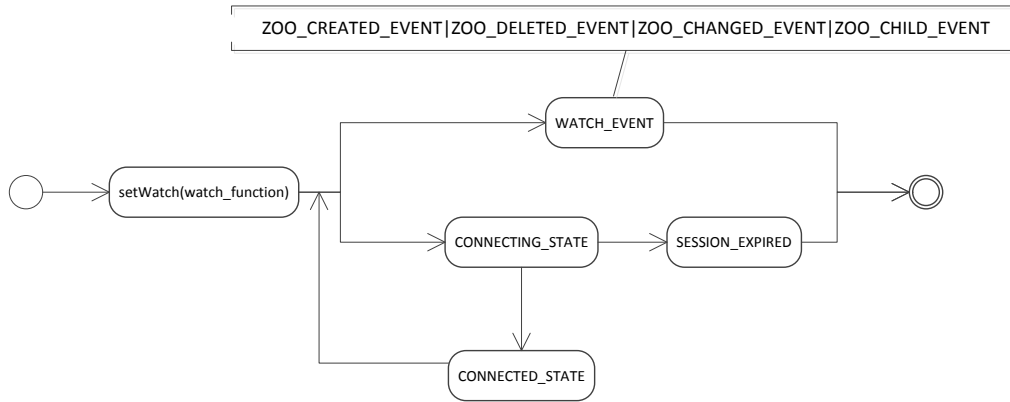 ZOO_CREATED_EVENT|ZOO_DELETED_EVENT|ZOO_CHANGED_EVENT|ZOO_CHILD_EVENT
WATCH_EVENT
setWatch(watch_function)
CONNECTING_STATE
SESSION_EXPIRED
CONNECTED_STATE